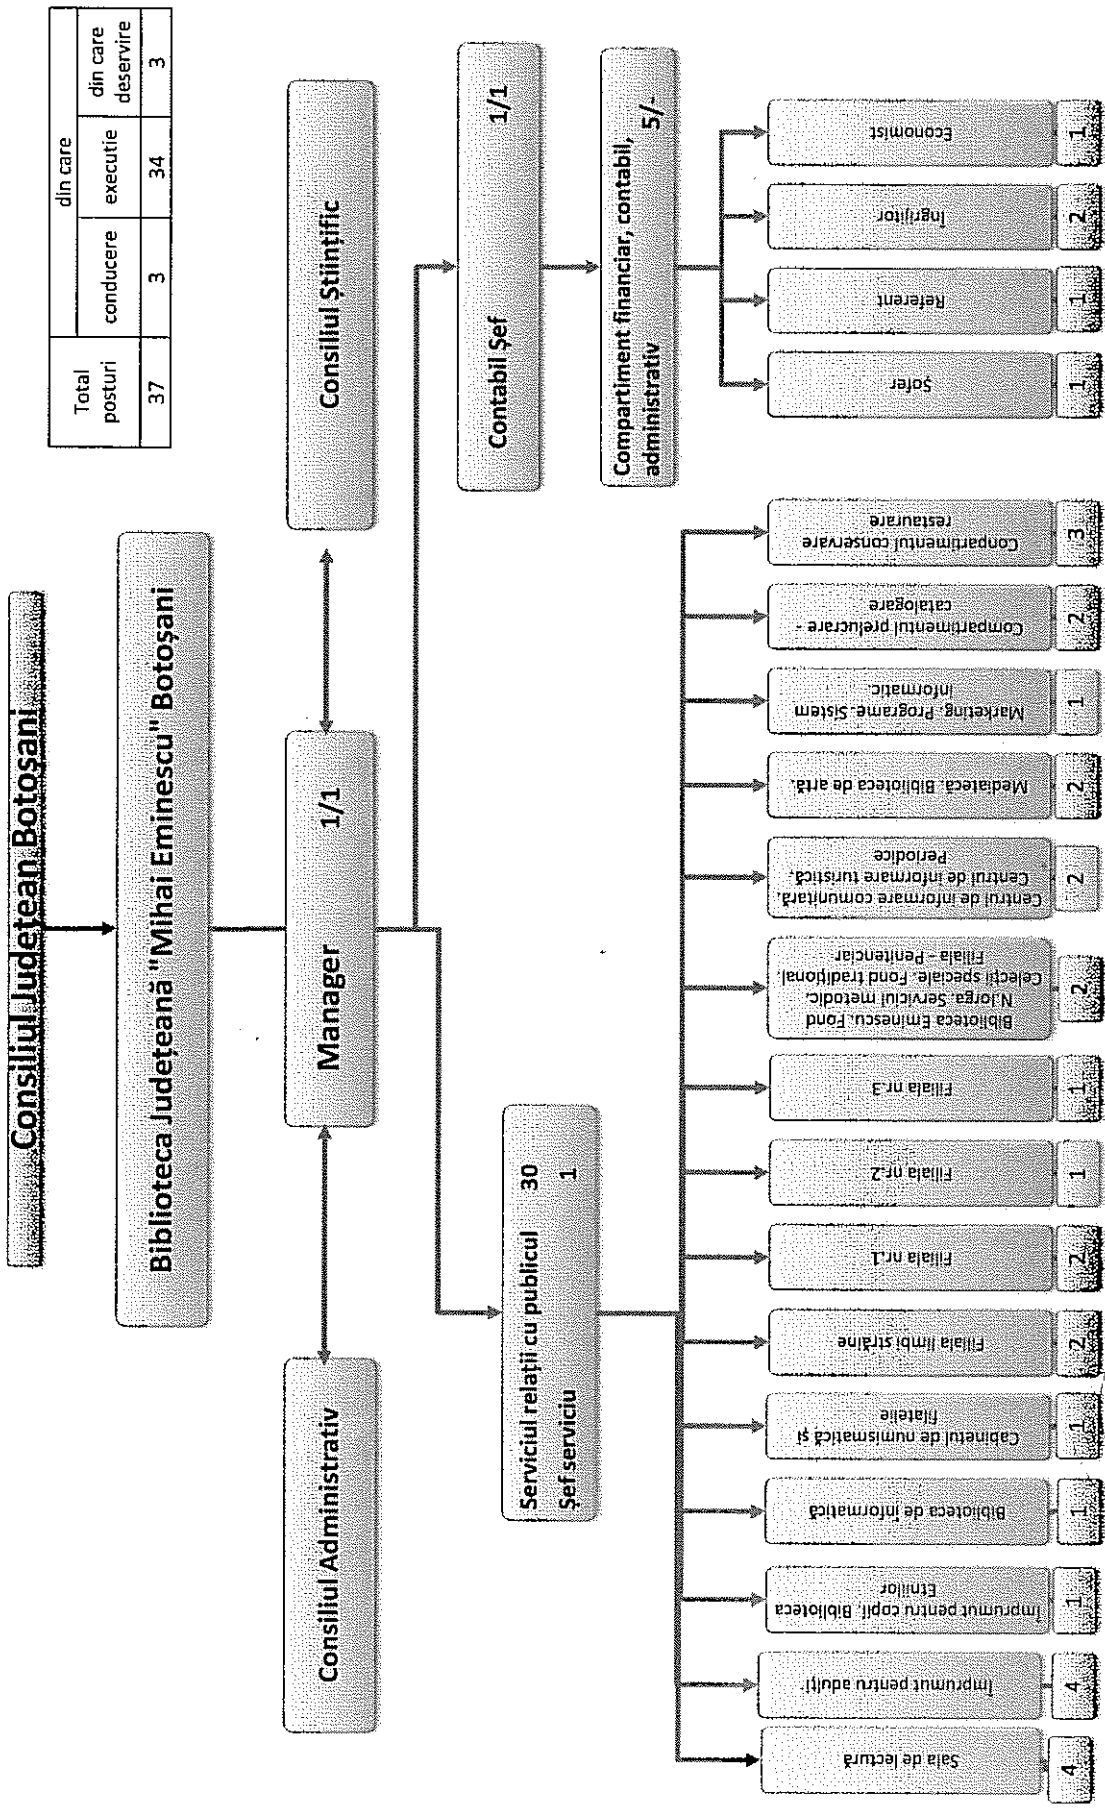 Consiliul Județean Botoșani
Total
posturi
din care
conducere
executie
din care
deservire
37
3
34
3
Biblioteca Județeană "Mihai Eminescu" Botoșani
Consiliul Administrativ
Manager 1/1
Consiliul Științific
Serviciul relații cu publicul 30
Șef serviciu 1
Contabil Șef 1/1
Compartiment financiar, contabil,
administrativ 5/-
Sala de lectură
4
Împrumut pentru adulți
4
Împrumut pentru copii. Biblioteca
Etniilor
1
Biblioteca de informatică
1
Cabinetul de numismatică și
filatelie
1
Filiala limbi străine
2
Filiala nr.1
2
Filiala nr.2
1
Filiala nr.3
1
Biblioteca Eminescu. Fond
N.Iorga. Serviciul metodic.
Colecții speciale. Fond tradițional.
Filiala - Penitenciar
2
Centrul de informare comunitară.
Centrul de informare turistică.
Periodice
2
Mediateca. Biblioteca de artă.
2
Marketing. Programe. Sistem
informatic
1
Compartimentul prelucrare -
catalogare
2
Conpartimentul conservare
restaurare
3
Șofer
1
Referent
1
Îngrijitor
2
Economist
1